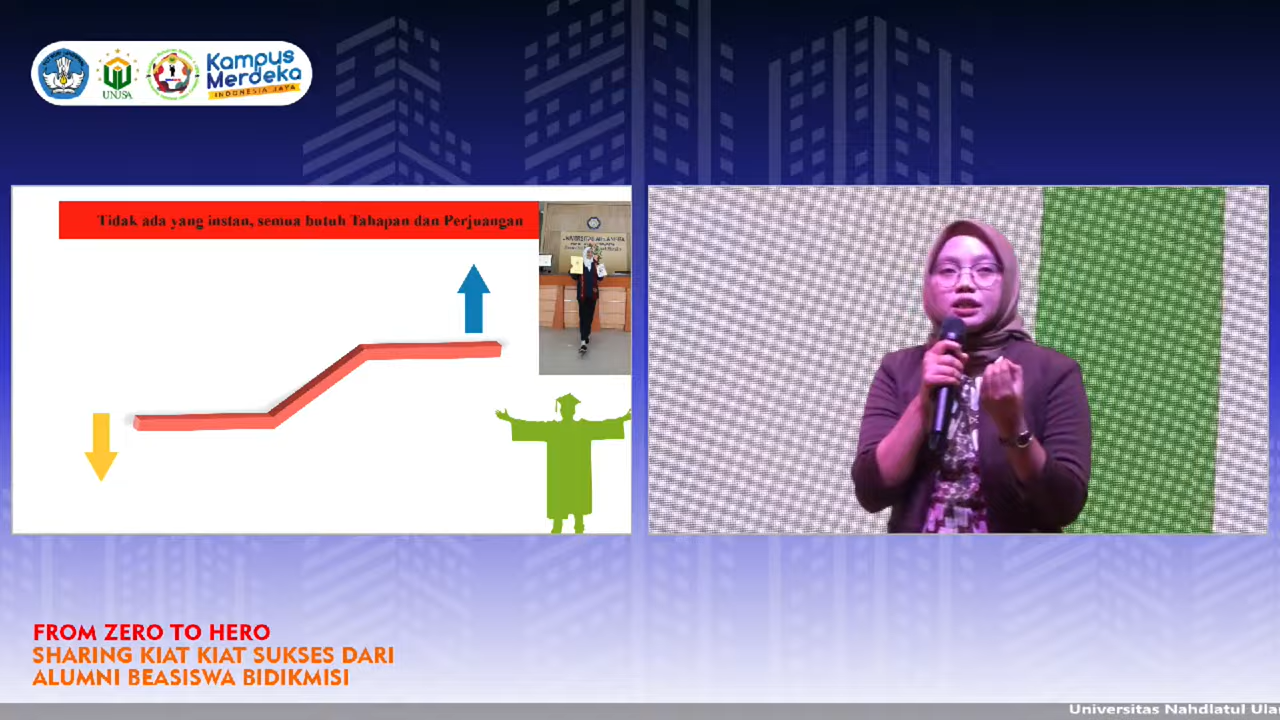 Kampus
Merdeka
INDONESIA JAYA
UNUSA
Tidak ada yang instan, semua butuh Tahapan dan Perjuangan
FROM ZERO TO HERO
SHARING KIAT KIAT SUKSES DARI
ALUMNI BEASISWA BIDIKMISI
Universitas Nahdlatul Ula